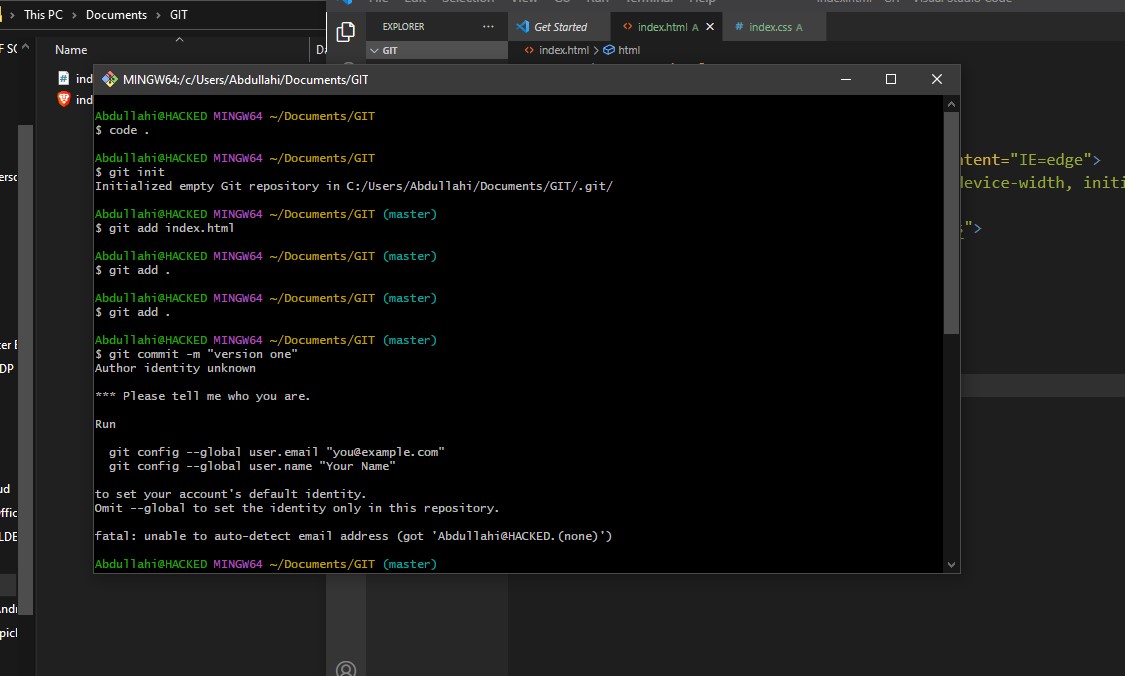 This PC > Documents > GIT
Name
EXPLORER
GIT
Get Started
index.html A
index.css A
index.html > html
MINGW64:/c/Users/Abdullahi/Documents/GIT
Abdullahi@HACKED MINGW64 ~/Documents/GIT
$ code .
Abdullahi@HACKED MINGW64 ~/Documents/GIT
$ git init
Initialized empty Git repository in C:/Users/Abdullahi/Documents/GIT/.git/
Abdullahi@HACKED MINGW64 ~/Documents/GIT (master)
$ git add index.html
Abdullahi@HACKED MINGW64 ~/Documents/GIT (master)
$ git add .
Abdullahi@HACKED MINGW64 ~/Documents/GIT (master)
$ git add .
Abdullahi@HACKED MINGW64 ~/Documents/GIT (master)
$ git commit -m "version one"
Author identity unknown
*** Please tell me who you are.
Run
git config --global user.email "you@example.com"
git config --global user.name "Your Name"
to set your account's default identity.
Omit --global to set the identity only in this repository.
fatal: unable to auto-detect email address (got 'Abdullahi@HACKED.(none)')
Abdullahi@HACKED MINGW64 ~/Documents/GIT (master)
ntent="IE=edge">
device-width, initi